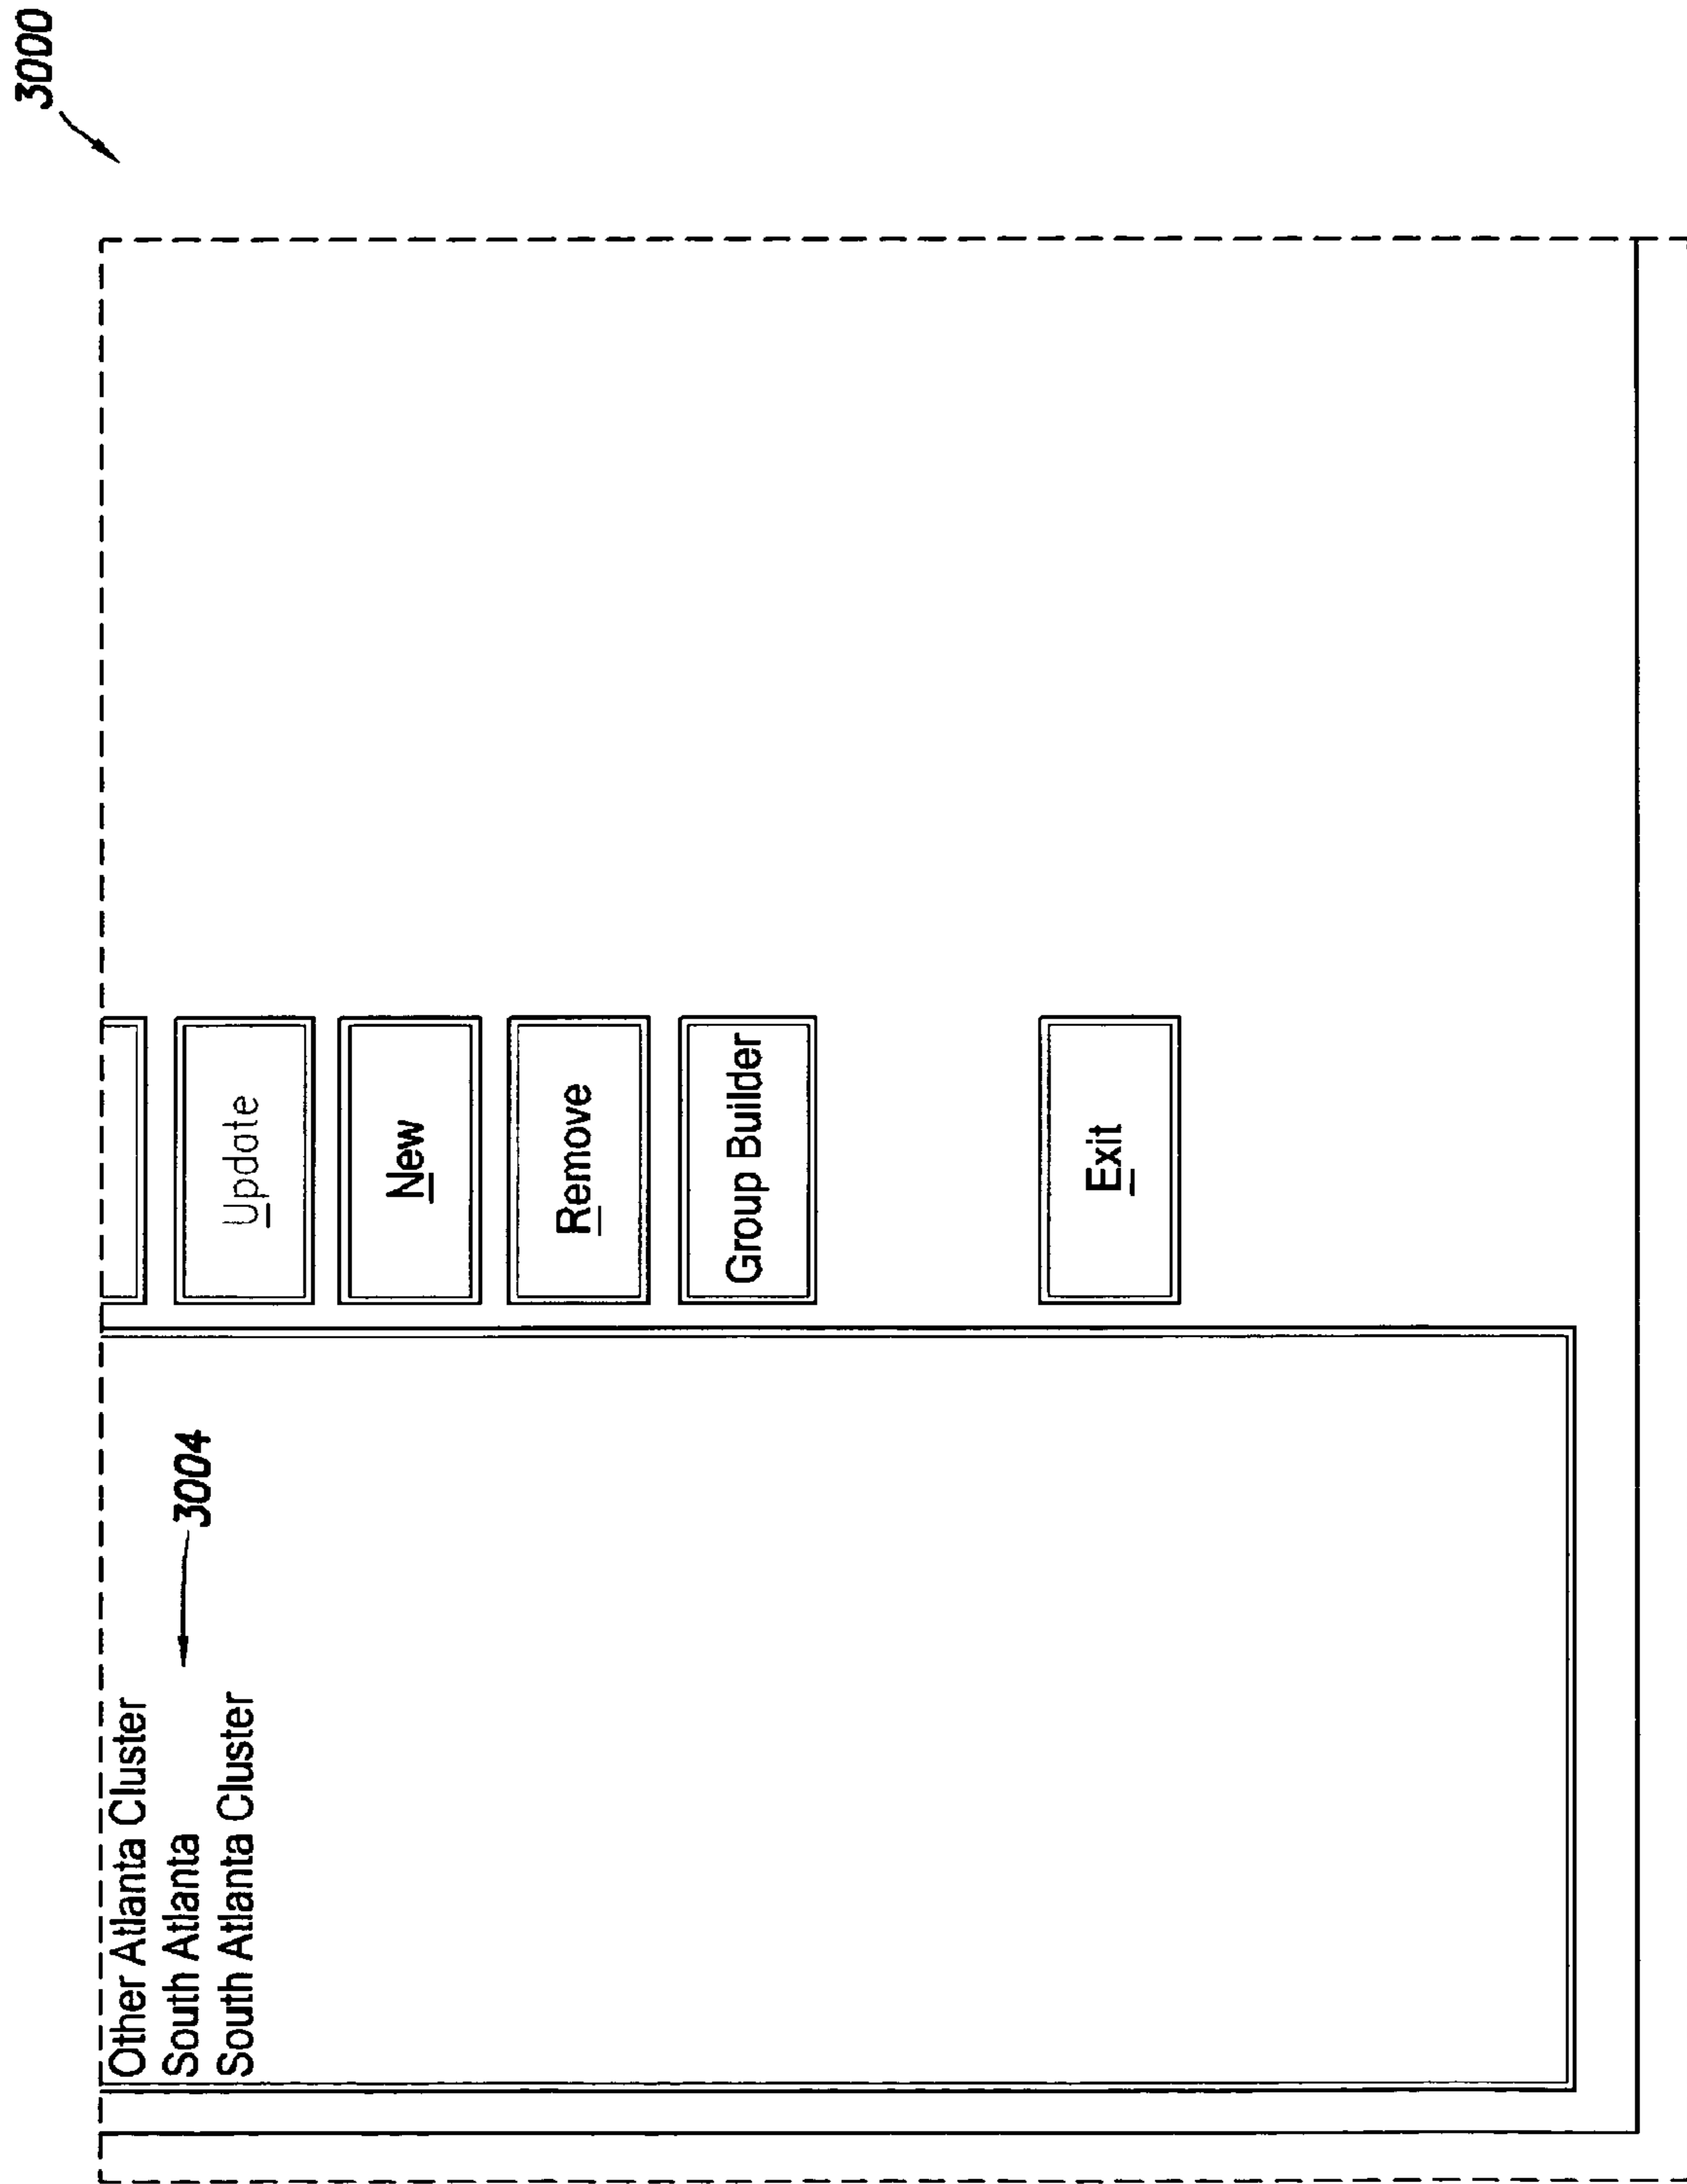 3000
Other Atlanta Cluster
South Atlanta
3004
South Atlanta Cluster
Update
New
Remove
Group Builder
Exit